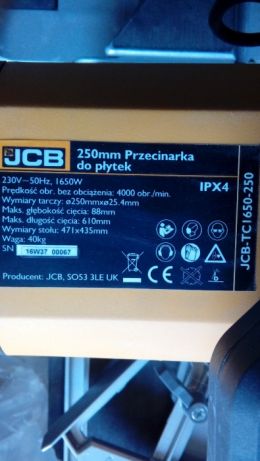 JCB
250mm Przecinarka
do płytek
230V~50Hz, 1650W
Prędkość obr. bez obciążenia: 4000 obr./min.
Wymiary tarczy: ø250mmxø25.4mm
Maks. głębokość cięcia: 88mm
Maks. długość cięcia: 610mm
Wymiary stołu: 471x435mm
Waga: 40kg
SN 16W37 00067
IPX4
Producent: JCB, SO53 3LE UK
JCB-TC1650-250